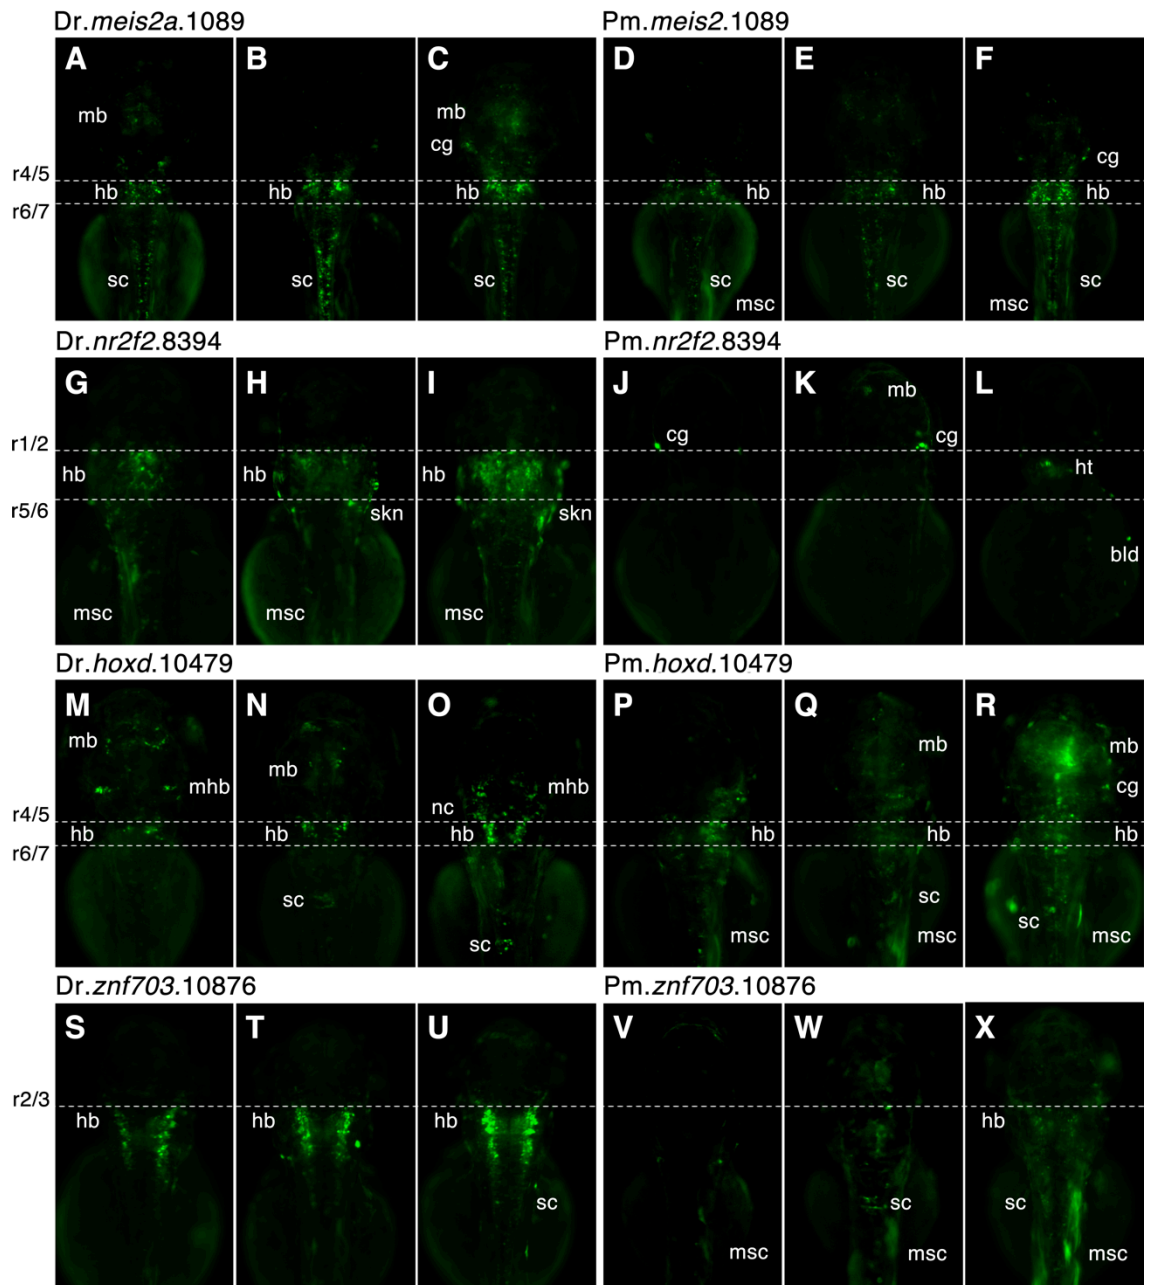 Dr.meis2a.1089 Pm.meis2.1089
A B C D E F
mb mb
cg cg
r4/5
hb hb hb hb hb hb
r6/7
sc sc sc sc sc sc
msc msc
Dr.nr2f2.8394 Pm.nr2f2.8394
G H I J K L
mb
cg cg
r1/2
hb hb hb ht
r5/6
skn skn
bld
msc msc msc
Dr.hoxd.10479 Pm.hoxd.10479
M N O P Q R
mb mb mb mb
mhb mhb cg
nc
r4/5
hb hb hb hb hb hb
r6/7
sc sc sc
sc msc msc msc
Dr.znf703.10876 Pm.znf703.10876
S T U V W X
r2/3
hb hb hb hb
sc sc sc
msc msc msc